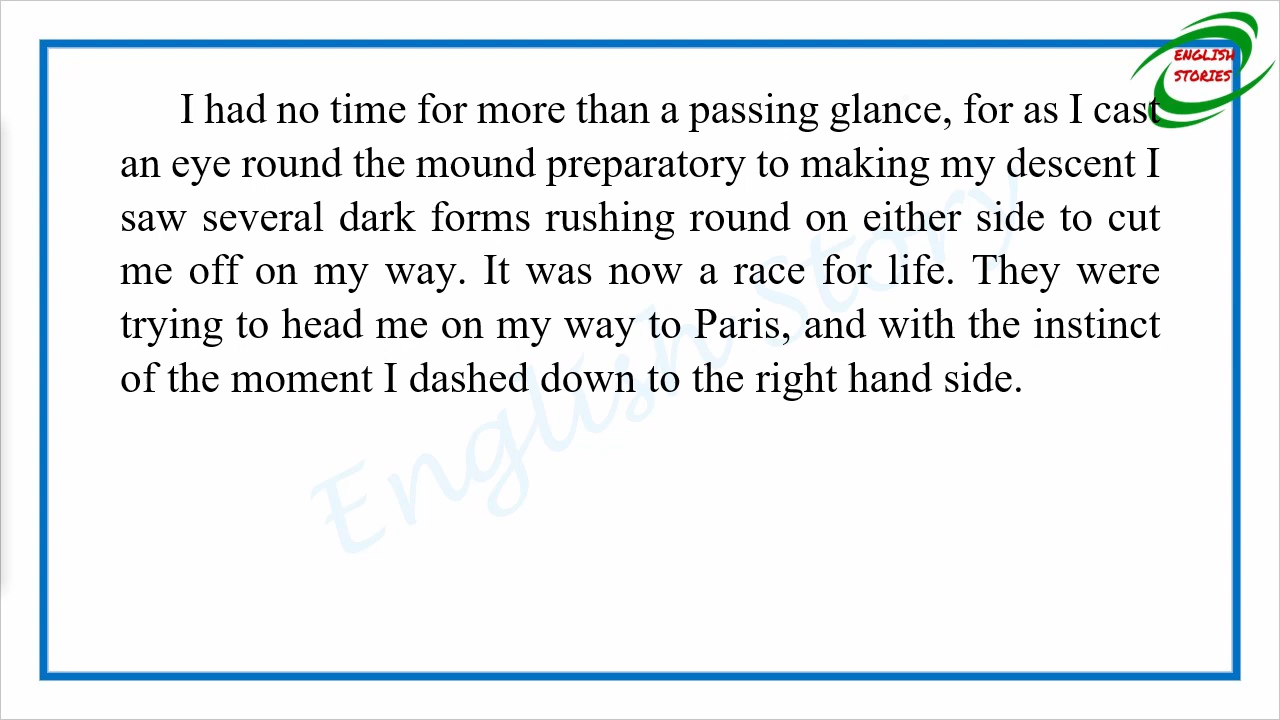 ENGLISH
STORIES
I had no time for more than a passing glance, for as I cast
an eye round the mound preparatory to making my descent I
saw several dark forms rushing round on either side to cut
me off on my way. It was now a race for life. They were
trying to head me on my way to Paris, and with the instinct
of the moment I dashed down to the right hand side.
English Story